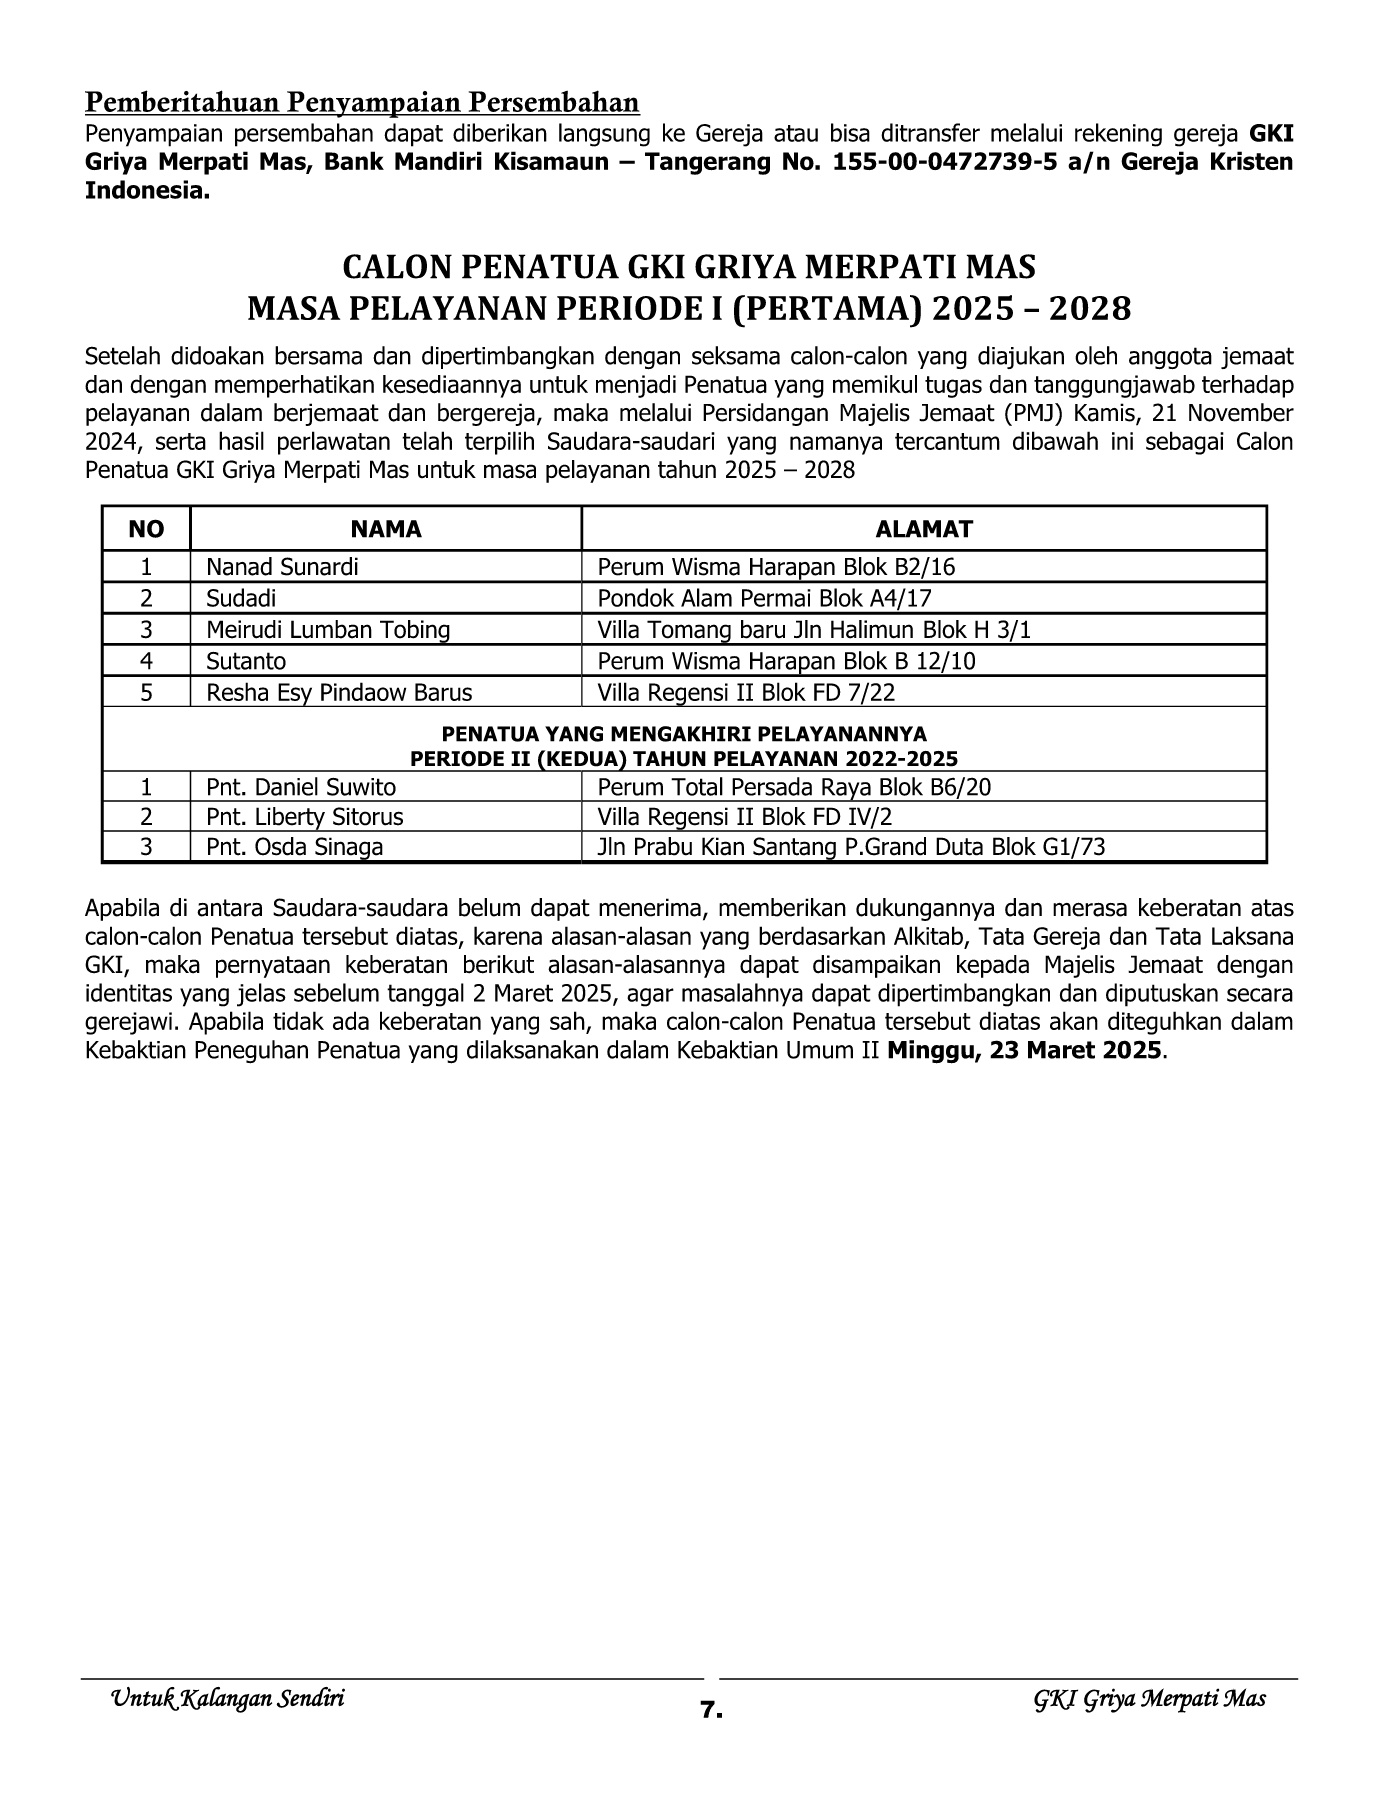 Pemberitahuan Penyampaian Persembahan
Penyampaian persembahan dapat diberikan langsung ke Gereja atau bisa ditransfer melalui rekening gereja GKI
Griya Merpati Mas, Bank Mandiri Kisamaun – Tangerang No. 155-00-0472739-5 a/n Gereja Kristen
Indonesia.
CALON PENATUA GKI GRIYA MERPATI MAS
MASA PELAYANAN PERIODE I (PERTAMA) 2025 – 2028
Setelah didoakan bersama dan dipertimbangkan dengan seksama calon-calon yang diajukan oleh anggota jemaat
dan dengan memperhatikan kesediaannya untuk menjadi Penatua yang memikul tugas dan tanggungjawab terhadap
pelayanan dalam berjemaat dan bergereja, maka melalui Persidangan Majelis Jemaat (PMJ) Kamis, 21 November
2024, serta hasil perlawatan telah terpilih Saudara-saudari yang namanya tercantum dibawah ini sebagai Calon
Penatua GKI Griya Merpati Mas untuk masa pelayanan tahun 2025 – 2028
NO NAMA ALAMAT
1 Nanad Sunardi Perum Wisma Harapan Blok B2/16
2 Sudadi Pondok Alam Permai Blok A4/17
3 Meirudi Lumban Tobing Villa Tomang baru Jln Halimun Blok H 3/1
4 Sutanto Perum Wisma Harapan Blok B 12/10
5 Resha Esy Pindaow Barus Villa Regensi II Blok FD 7/22
PENATUA YANG MENGAKHIRI PELAYANANNYA
PERIODE II (KEDUA) TAHUN PELAYANAN 2022-2025
1 Pnt. Daniel Suwito Perum Total Persada Raya Blok B6/20
2 Pnt. Liberty Sitorus Villa Regensi II Blok FD IV/2
3 Pnt. Osda Sinaga Jln Prabu Kian Santang P.Grand Duta Blok G1/73
Apabila di antara Saudara-saudara belum dapat menerima, memberikan dukungannya dan merasa keberatan atas
calon-calon Penatua tersebut diatas, karena alasan-alasan yang berdasarkan Alkitab, Tata Gereja dan Tata Laksana
GKI, maka pernyataan keberatan berikut alasan-alasannya dapat disampaikan kepada Majelis Jemaat dengan
identitas yang jelas sebelum tanggal 2 Maret 2025, agar masalahnya dapat dipertimbangkan dan diputuskan secara
gerejawi. Apabila tidak ada keberatan yang sah, maka calon-calon Penatua tersebut diatas akan diteguhkan dalam
Kebaktian Peneguhan Penatua yang dilaksanakan dalam Kebaktian Umum II Minggu, 23 Maret 2025.
Untuk Kalangan Sendiri 7. GKI Griya Merpati Mas